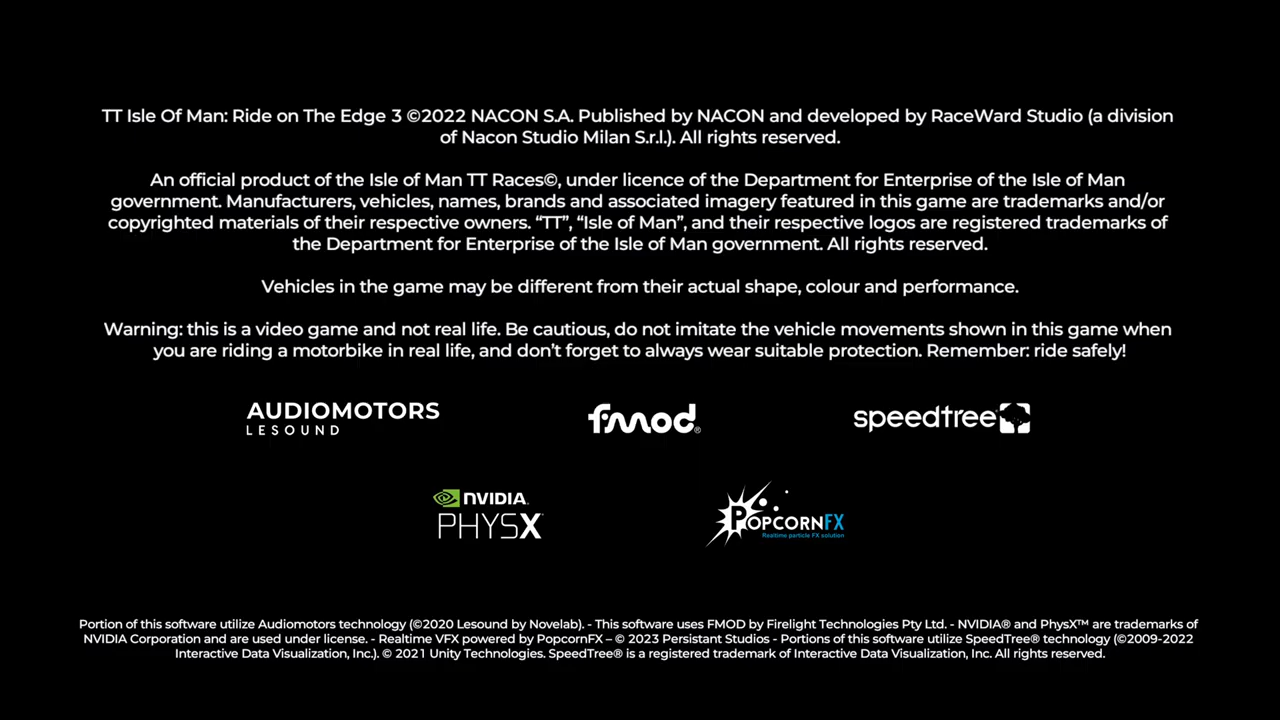 TT Isle Of Man: Ride on The Edge 3 ©2022 NACON S.A. Published by NACON and developed by RaceWard Studio (a division
of Nacon Studio Milan S.r.l.). All rights reserved.
An official product of the Isle of Man TT Races©, under licence of the Department for Enterprise of the Isle of Man
government. Manufacturers, vehicles, names, brands and associated imagery featured in this game are trademarks and/or
copyrighted materials of their respective owners. “TT”, “Isle of Man”, and their respective logos are registered trademarks of
the Department for Enterprise of the Isle of Man government. All rights reserved.
Vehicles in the game may be different from their actual shape, colour and performance.
Warning: this is a video game and not real life. Be cautious, do not imitate the vehicle movements shown in this game when
you are riding a motorbike in real life, and don’t forget to always wear suitable protection. Remember: ride safely!
AUDIOMOTORS
LESOUND
fmod®
speedtree
NVIDIA.
PHYSX
POPCORNFX
Realtime particle FX solution
Portion of this software utilize Audiomotors technology (©2020 Lesound by Novelab). - This software uses FMOD by Firelight Technologies Pty Ltd. - NVIDIA® and PhysX™ are trademarks of
NVIDIA Corporation and are used under license. - Realtime VFX powered by PopcornFX – © 2023 Persistant Studios - Portions of this software utilize SpeedTree® technology (©2009-2022
Interactive Data Visualization, Inc.). © 2021 Unity Technologies. SpeedTree® is a registered trademark of Interactive Data Visualization, Inc. All rights reserved.